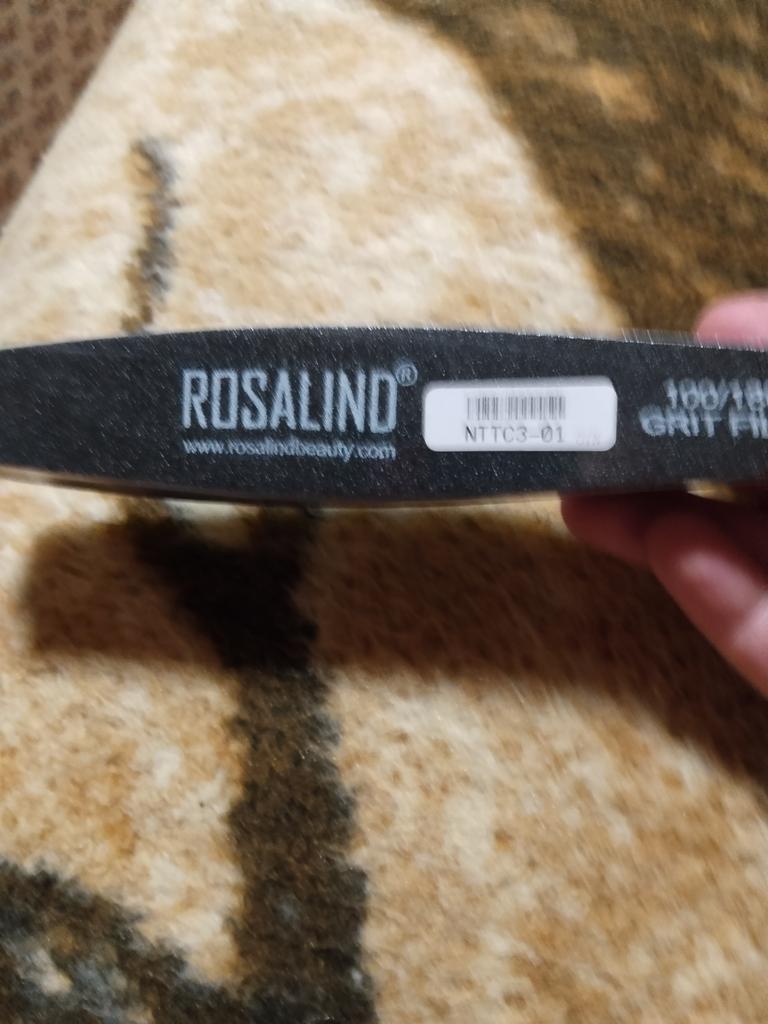 ROSALIND®
www.rosalindbeauty.com
NTTC3-01
100/180
GRIT